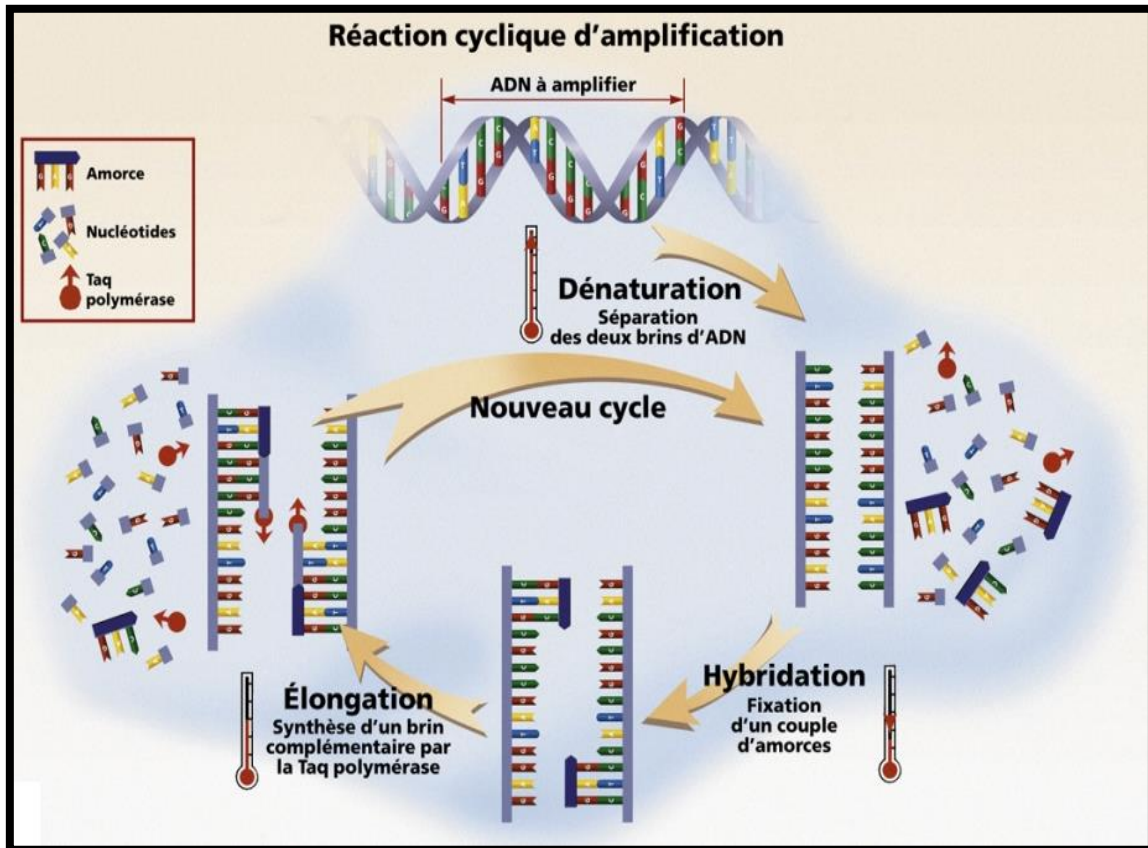 Réaction cyclique d'amplification
ADN à amplifier
Amorce
Nucléotides
Taq
polymérase
Dénaturation
Séparation
des deux brins d'ADN
Nouveau cycle
Hybridation
Fixation
d'un couple
d'amorces
Élongation
Synthèse d'un brin
complémentaire par
la Taq polymérase